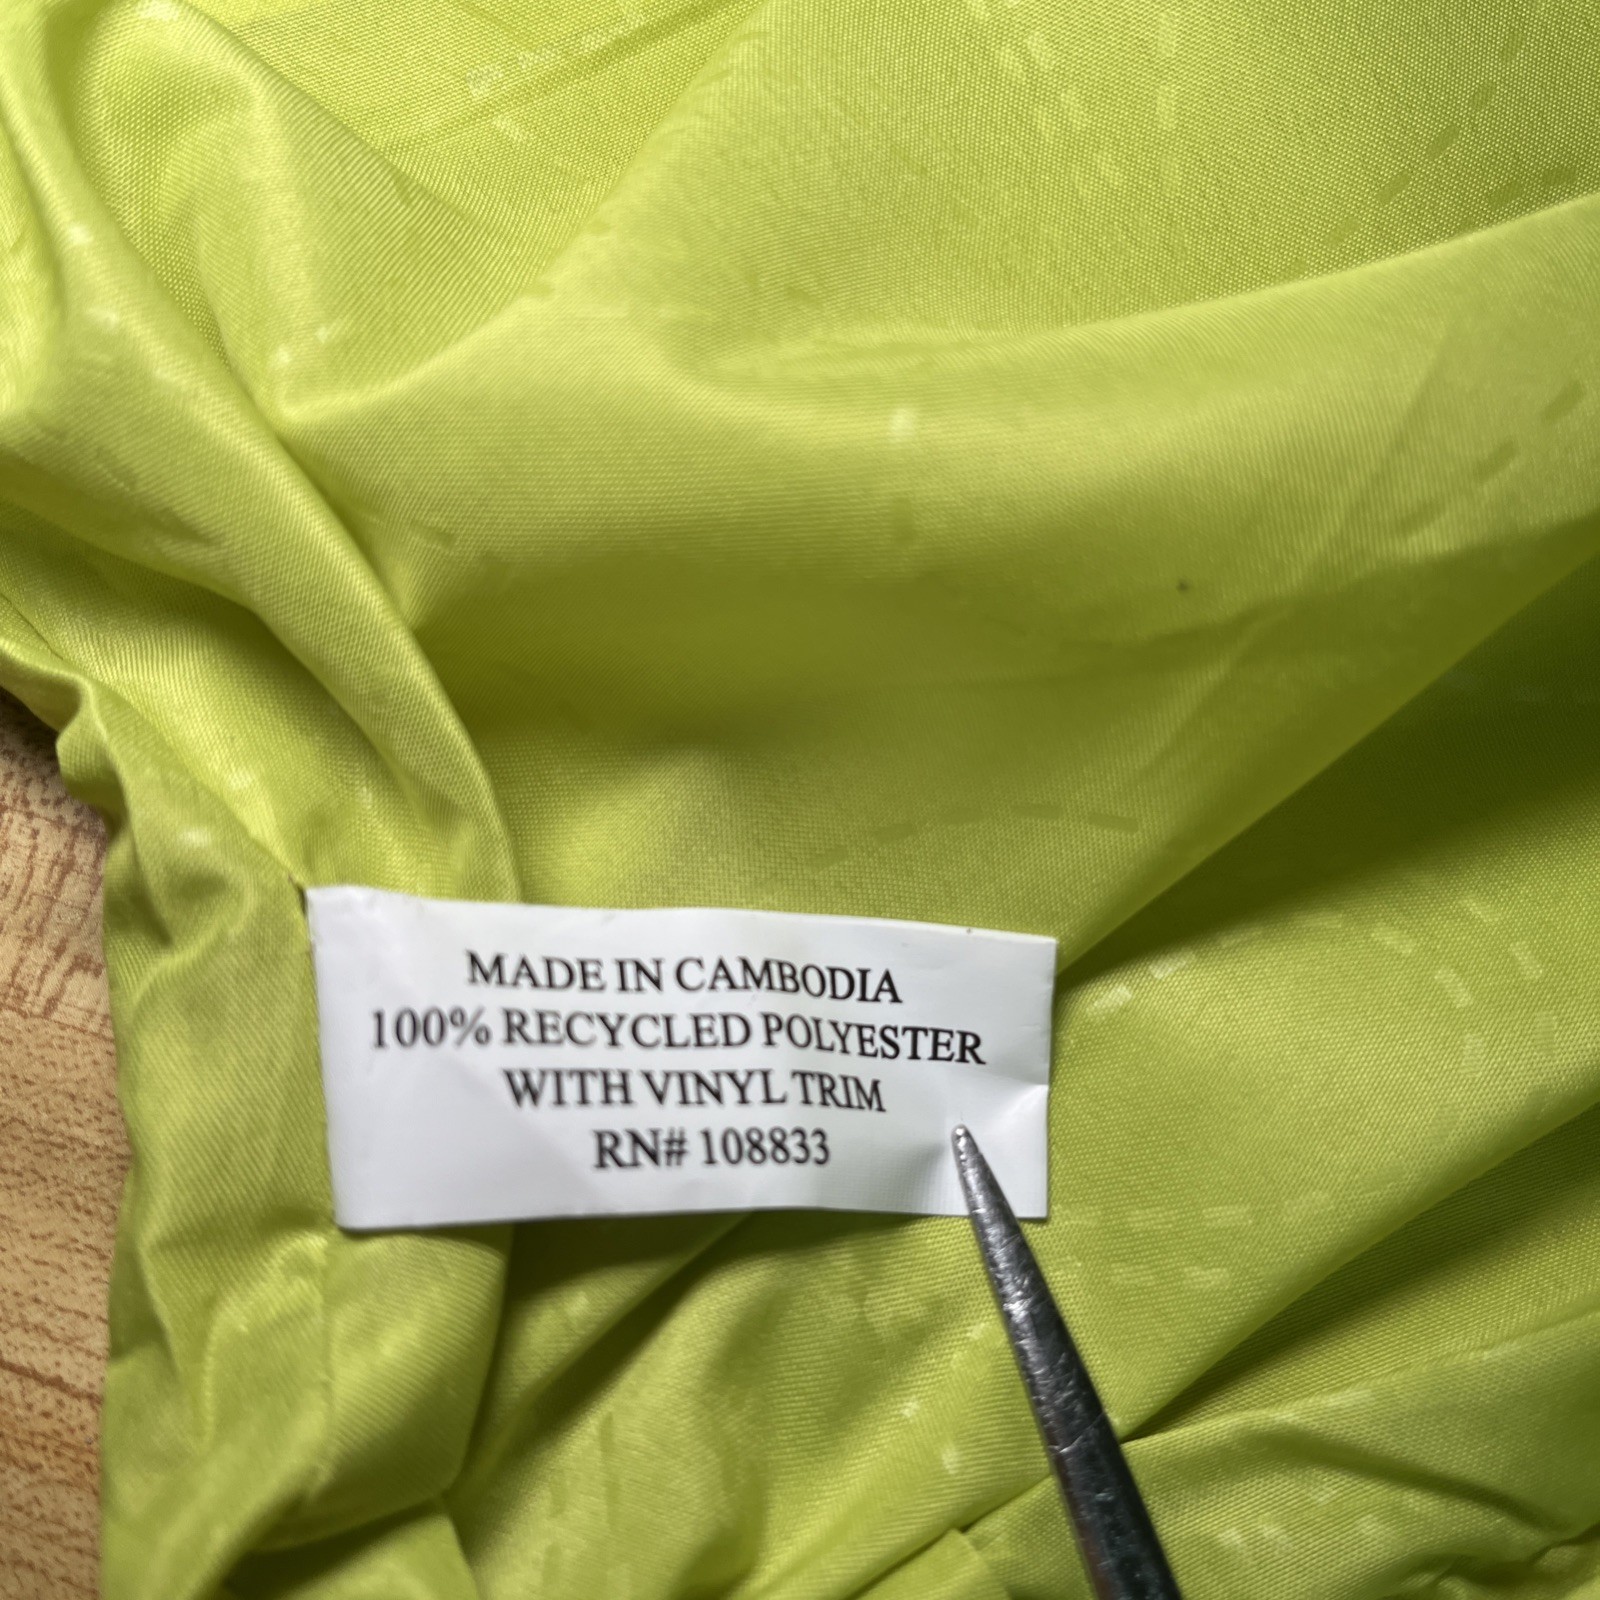 MADE IN CAMBODIA
100% RECYCLED POLYESTER
WITH VINYL TRIM
RN# 108833